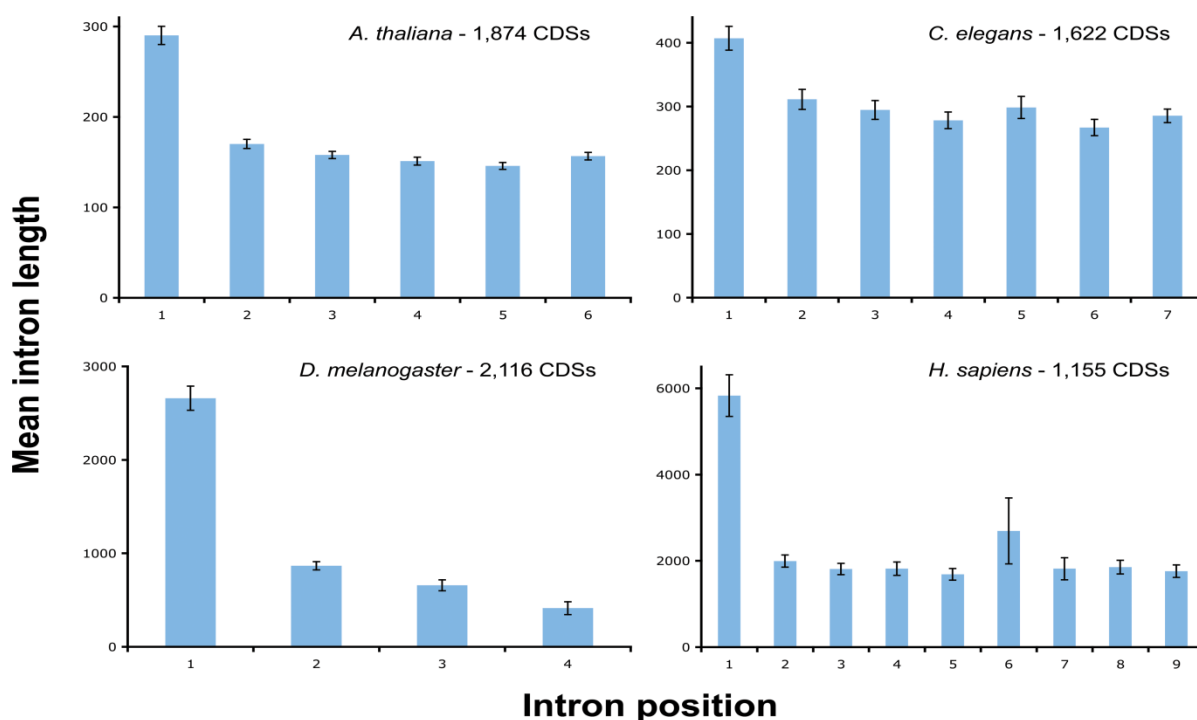 Mean intron length
A. thaliana - 1,874 CDSs
300
200
100
0
1 2 3 4 5 6
C. elegans - 1,622 CDSs
400
300
200
100
0
1 2 3 4 5 6 7
D. melanogaster - 2,116 CDSs
3000
2000
1000
0
1 2 3 4
H. sapiens - 1,155 CDSs
6000
4000
2000
0
1 2 3 4 5 6 7 8 9
Intron position